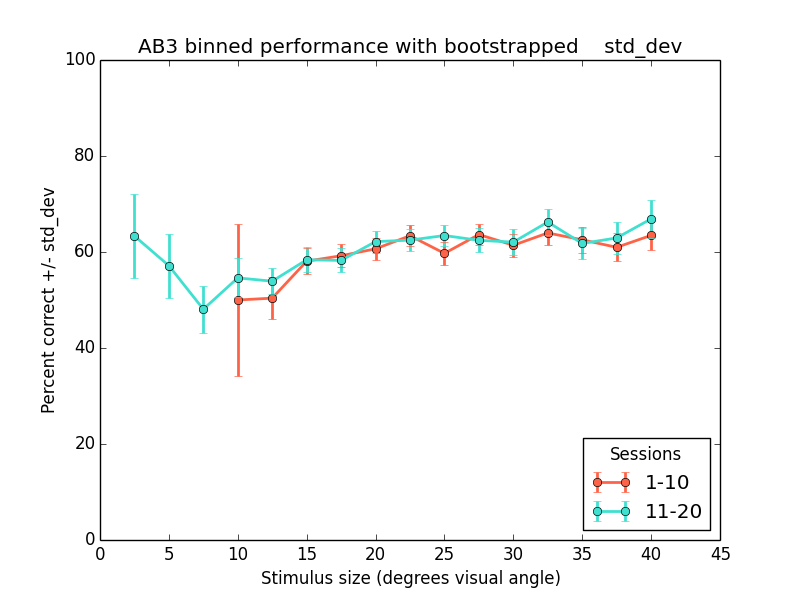 AB3 binned performance with bootstrapped    std_dev
Percent correct +/- std_dev
100
80
60
40
20
0
0 5 10 15 20 25 30 35 40 45
Stimulus size (degrees visual angle)
Sessions
1-10
11-20